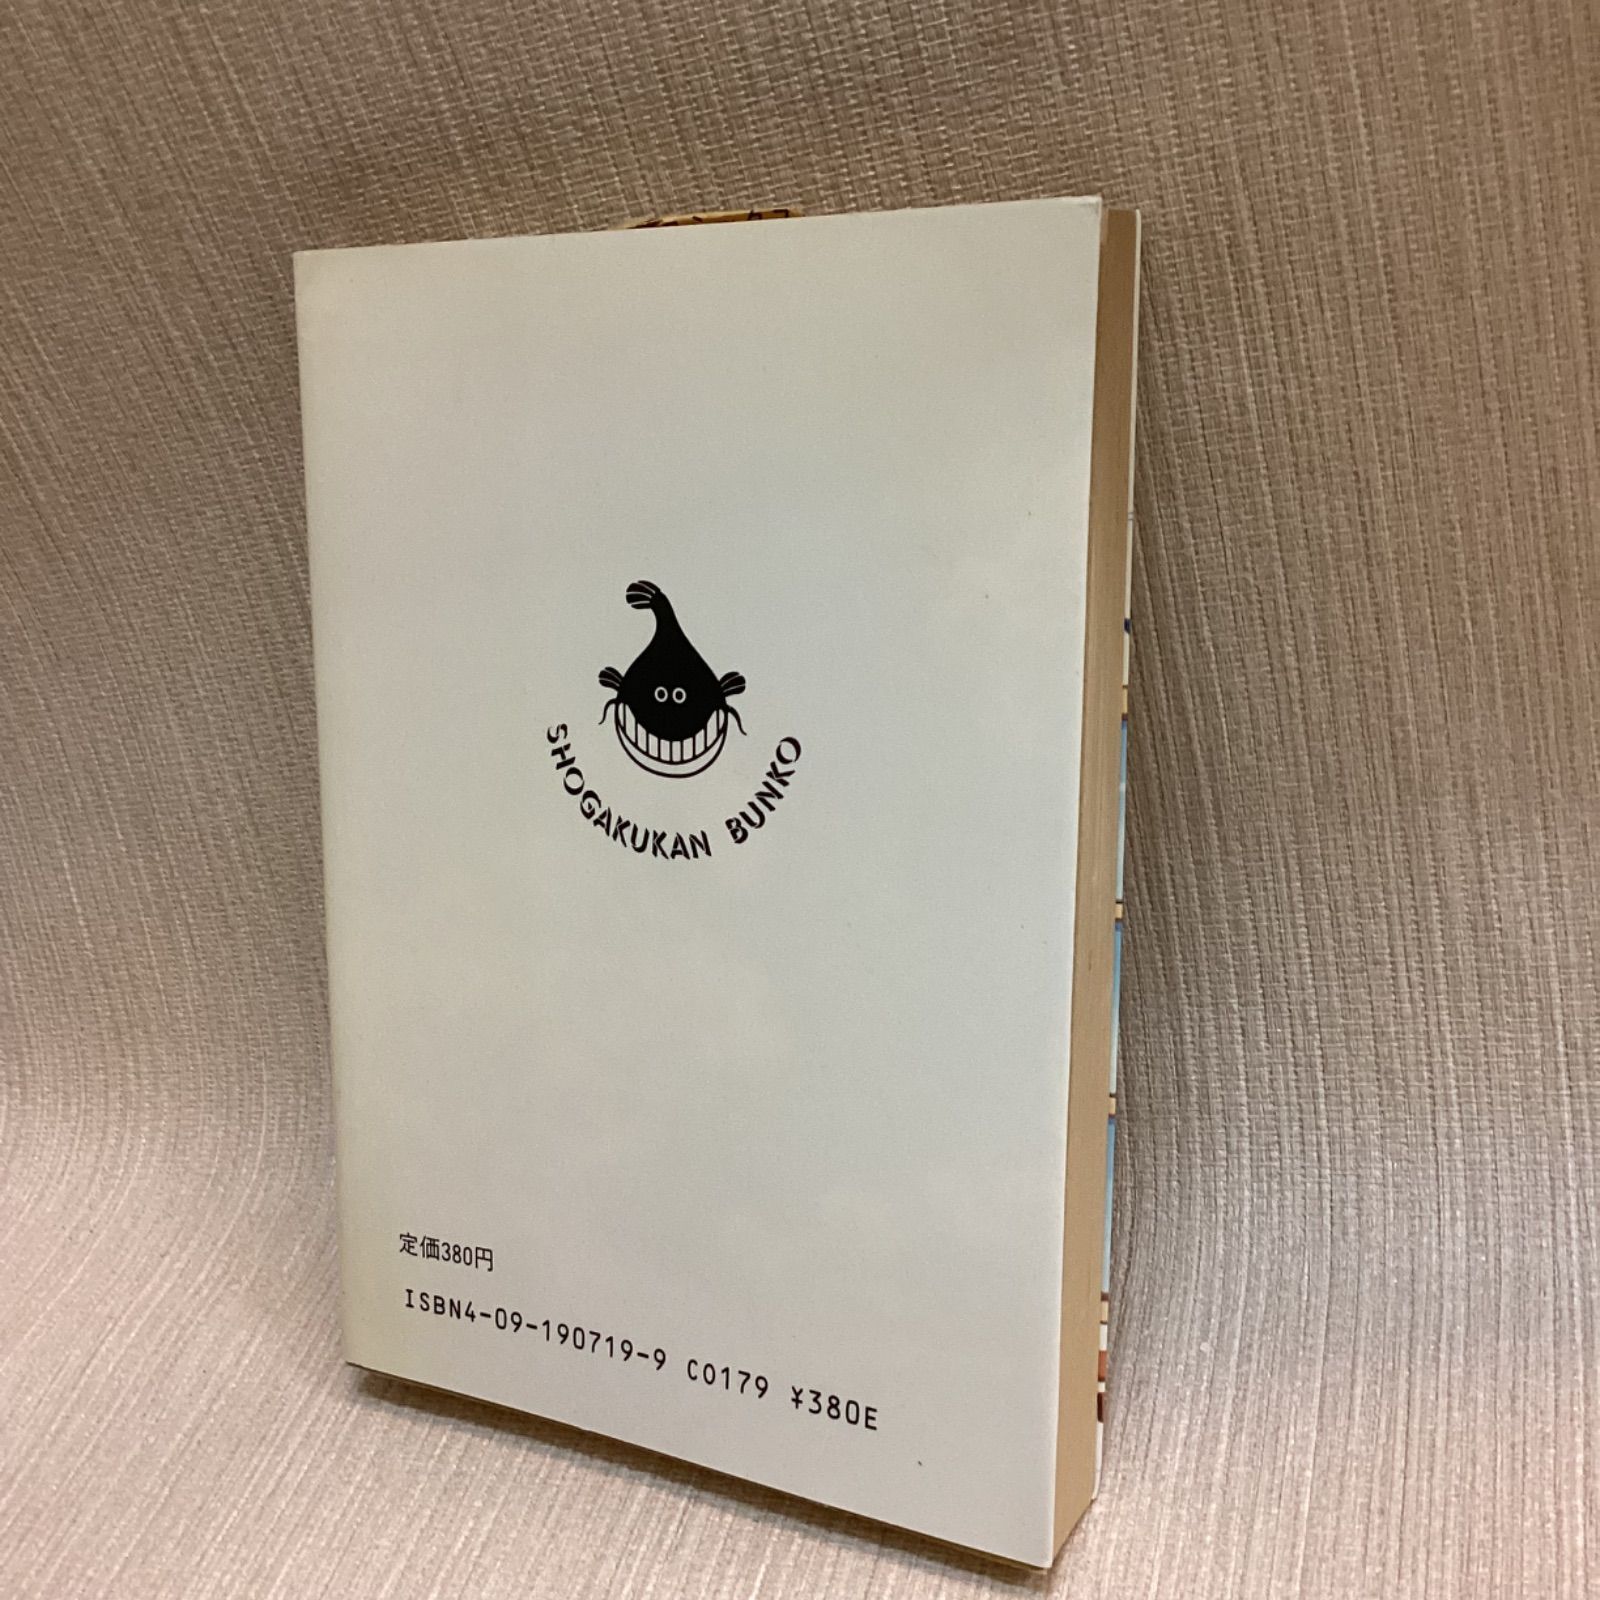 SHOGAKUKAN BUNKO
定価380円
ISBN4-09-190719-9 C0179 ¥380E